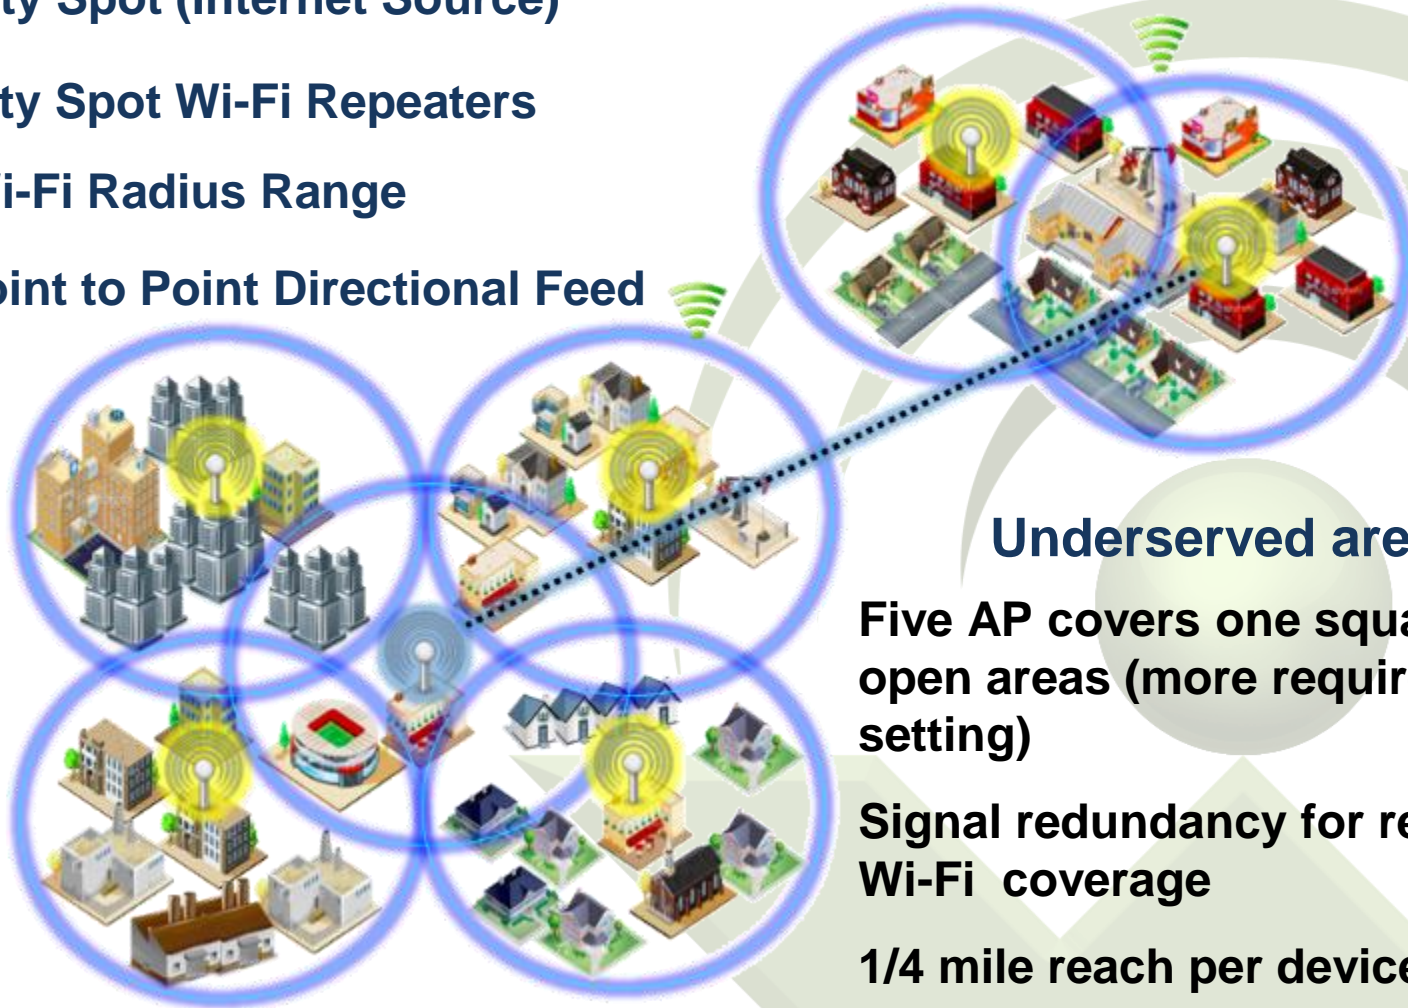 ty Spot (Internet Source)
ty Spot Wi-Fi Repeaters
i-Fi Radius Range
oint to Point Directional Feed
Underserved are
Five AP covers one squa
open areas (more requir
setting)
Signal redundancy for re
Wi-Fi coverage
1/4 mile reach per device